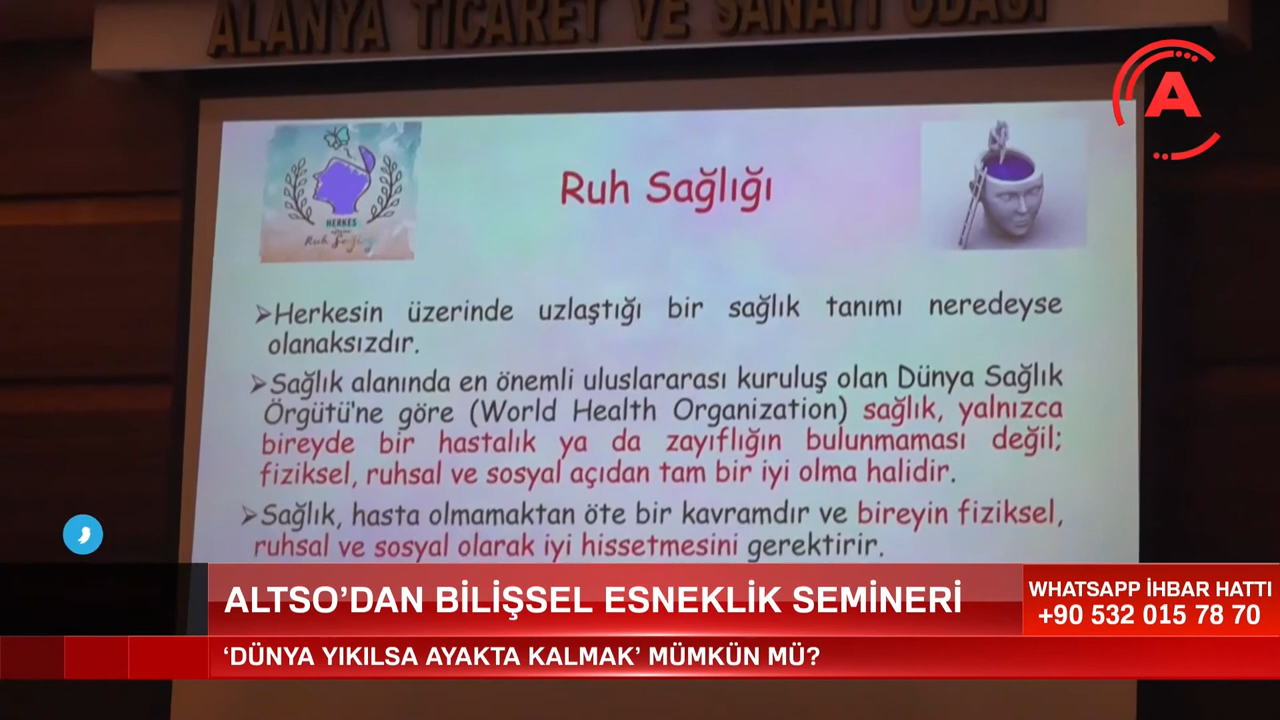 ALANYA TİCARET VE SANAYİ ODASI
A
HERKES
Ruh Sağlığı
Ruh Sağlığı
➢Herkesin üzerinde uzlaştığı bir sağlık tanımı neredeyse
olanaksızdır.
➢Sağlık alanında en önemli uluslararası kuruluş olan Dünya Sağlık
Örgütü'ne göre (World Health Organization) sağlık, yalnızca
bireyde bir hastalık ya da zayıflığın bulunmaması değil;
fiziksel, ruhsal ve sosyal açıdan tam bir iyi olma halidir.
➢Sağlık, hasta olmamaktan öte bir kavramdır ve bireyin fiziksel,
ruhsal ve sosyal olarak iyi hissetmesini gerektirir.
ALTSO’DAN BİLİŞSEL ESNEKLİK SEMİNERİ
WHATSAPP İHBAR HATTI
+90 532 015 78 70
‘DÜNYA YIKILSA AYAKTA KALMAK’ MÜMKÜN MÜ?